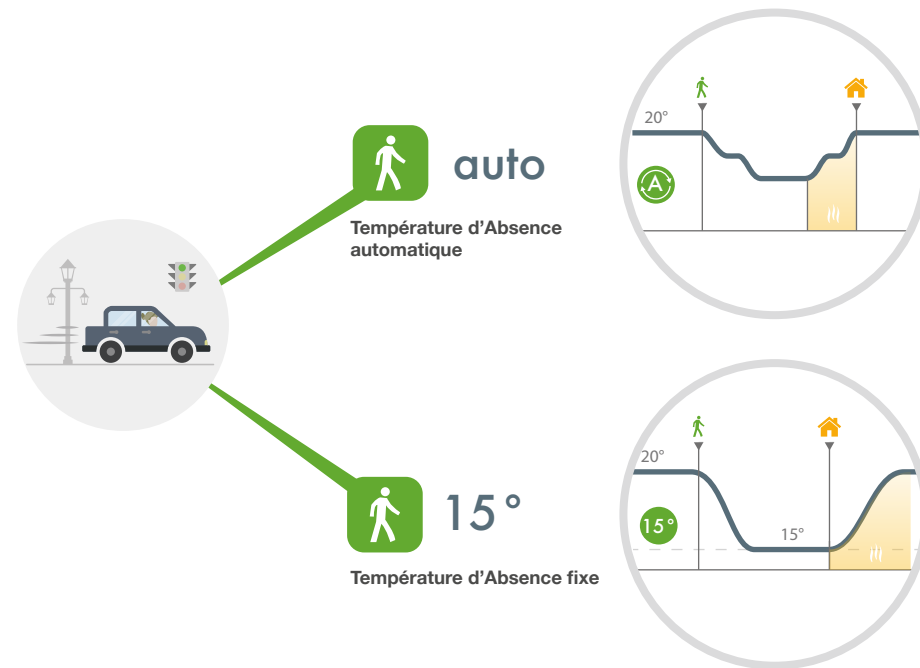 auto
Température d’Absence
automatique
20°
A
15°
Température d’Absence fixe
20°
15°
15°